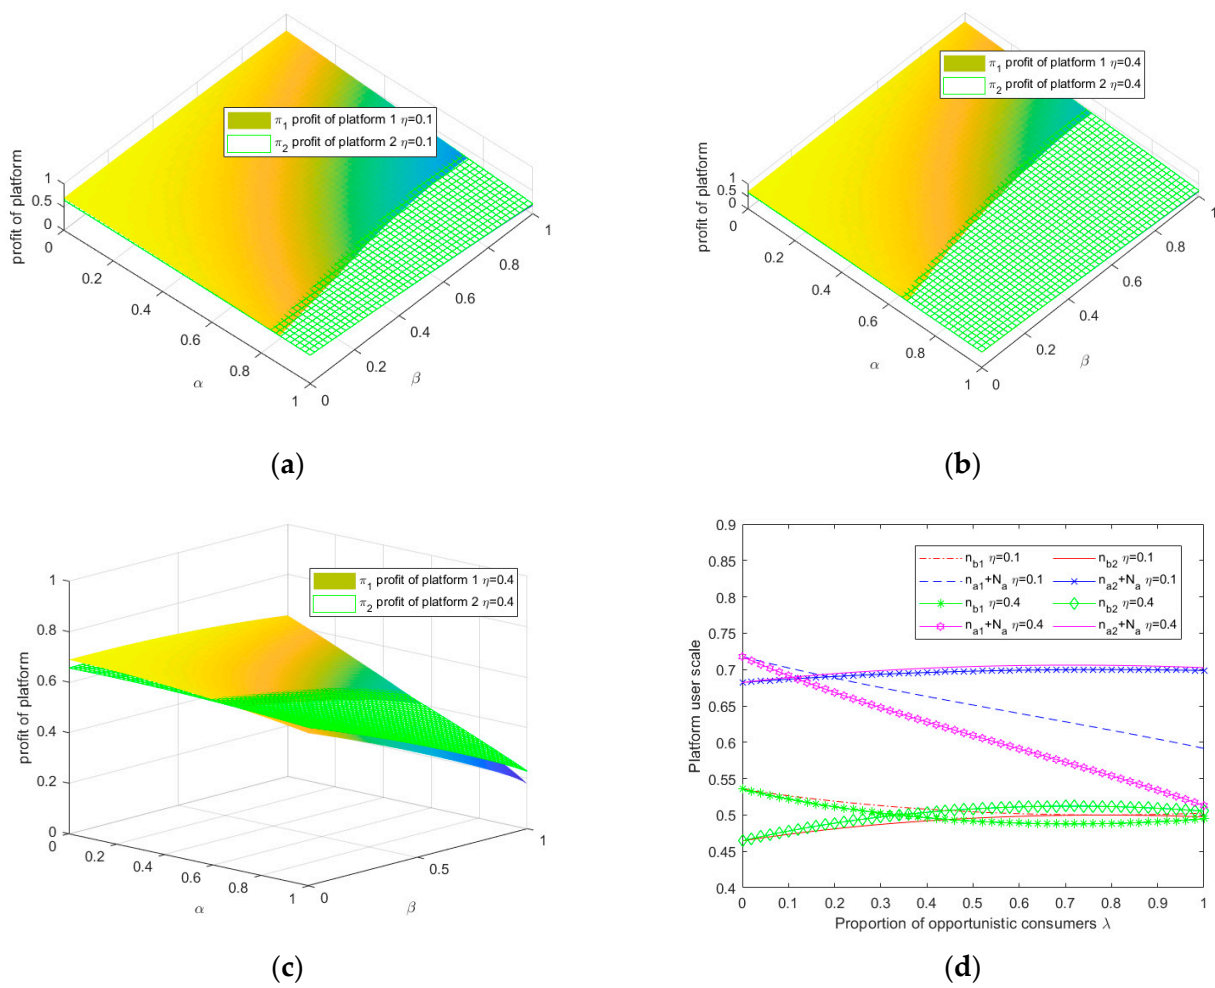 π1 profit of platform 1 η=0.1
π2 profit of platform 2 η=0.1
profit of platform
1
0.5
0
0
0.2
0.4
0.6
0.8
1
α
0
0.2
0.4
0.6
0.8
1
β
(a)
π1 profit of platform 1 η=0.4
π2 profit of platform 2 η=0.4
profit of platform
1
0.5
0
0
0.2
0.4
0.6
0.8
1
α
0
0.2
0.4
0.6
0.8
1
β
(b)
π1 profit of platform 1 η=0.4
π2 profit of platform 2 η=0.4
profit of platform
1
0.8
0.6
0.4
0.2
0
0
0.2
0.4
0.6
0.8
1
α
0
0.5
1
β
(c)
nb1 η=0.1
nb2 η=0.1
na1+Na η=0.1
na2+Na η=0.1
nb1 η=0.4
nb2 η=0.4
na1+Na η=0.4
na2+Na η=0.4
Platform user scale
0.9
0.85
0.8
0.75
0.7
0.65
0.6
0.55
0.5
0.45
0.4
0 0.1 0.2 0.3 0.4 0.5 0.6 0.7 0.8 0.9 1
Proportion of opportunistic consumers λ
(d)